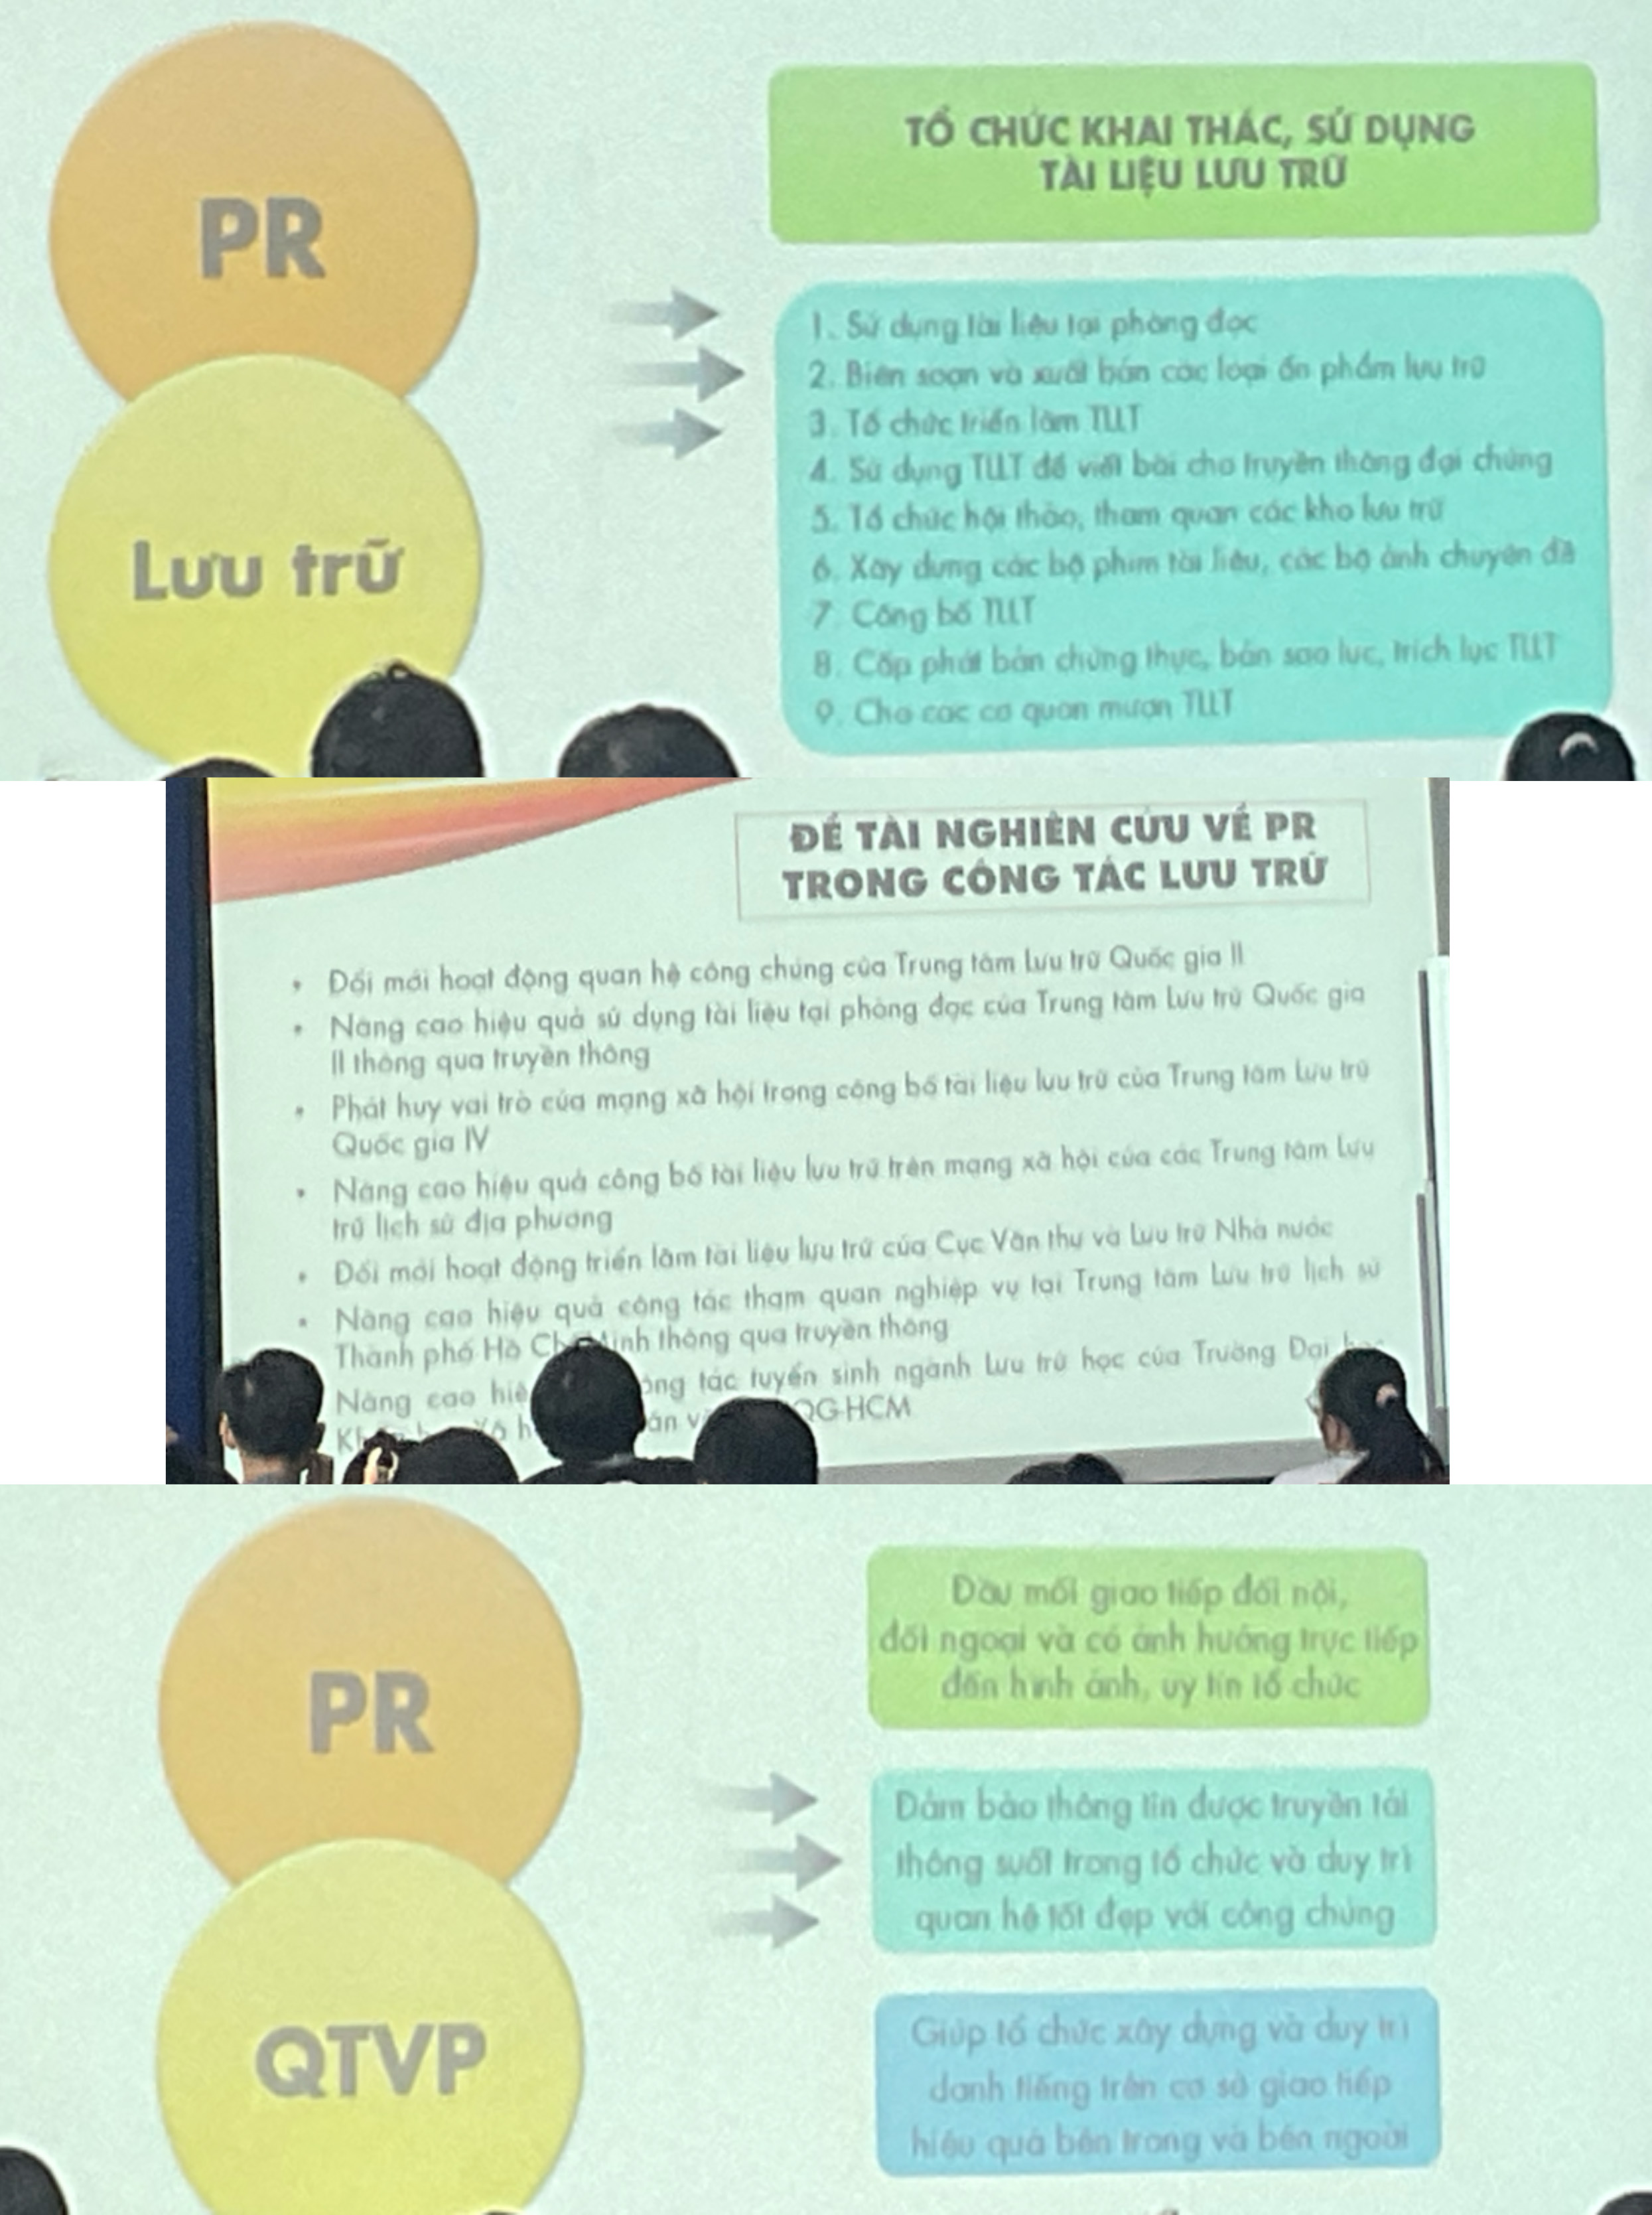 PR
Lưu trữ
TỔ CHỨC KHAI THÁC, SỬ DỤNG
TÀI LIỆU LƯU TRỮ
1. Sử dụng tài liệu tại phòng đọc
2. Biên soạn và xuất bản các loại ấn phẩm lưu trữ
3. Tổ chức triển lãm TLLT
4. Sử dụng TLLT để viết bài cho truyền thông đại chúng
5. Tổ chức hội thảo, tham quan các kho lưu trữ
6. Xây dựng các bộ phim tài liệu, các bộ ảnh chuyên đề
7. Công bố TLLT
8. Cấp phát bản chứng thực, bản sao lục, trích lục TLLT
9. Cho các cơ quan mượn TLLT
ĐỀ TÀI NGHIÊN CỨU VỀ PR
TRONG CÔNG TÁC LƯU TRỮ
• Đổi mới hoạt động quan hệ công chúng của Trung tâm Lưu trữ Quốc gia II
• Nâng cao hiệu quả sử dụng tài liệu tại phòng đọc của Trung tâm Lưu trữ Quốc gia
II thông qua truyền thông
• Phát huy vai trò của mạng xã hội trong công bố tài liệu lưu trữ của Trung tâm Lưu trữ
Quốc gia IV
• Nâng cao hiệu quả công bố tài liệu lưu trữ trên mạng xã hội của các Trung tâm Lưu
trữ lịch sử địa phương
• Đổi mới hoạt động triển lãm tài liệu lưu trữ của Cục Văn thư và Lưu trữ Nhà nước
• Nâng cao hiệu quả công tác tham quan nghiệp vụ tại Trung tâm Lưu trữ lịch sử
Thành phố Hồ Chí Minh thông qua truyền thông
Nâng cao tác tuyển sinh ngành Lưu trữ học của Trường Đại
QG-HCM
PR
QTVP
Đầu mối giao tiếp đối nội,
đối ngoại và có ảnh hưởng trực tiếp
đến hình ảnh, uy tín tổ chức
Đảm bảo thông tin được truyền tải
thông suốt trong tổ chức và duy trì
quan hệ tốt đẹp với công chúng
Giúp tổ chức xây dựng và duy trì
danh tiếng trên cơ sở giao tiếp
hiệu quả bên trong và bên ngoài